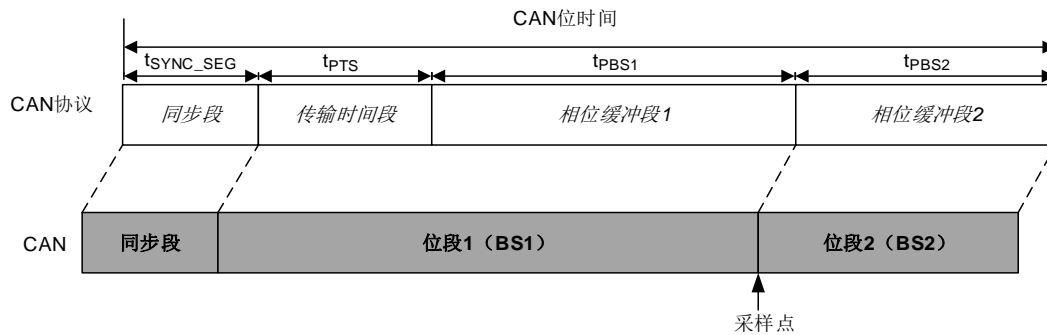 CAN位时间
tSYNC_SEG tPTS tPBS1 tPBS2
CAN协议 同步段 传输时间段 相位缓冲段1 相位缓冲段2
CAN 同步段 位段1（BS1） 位段2（BS2）
采样点